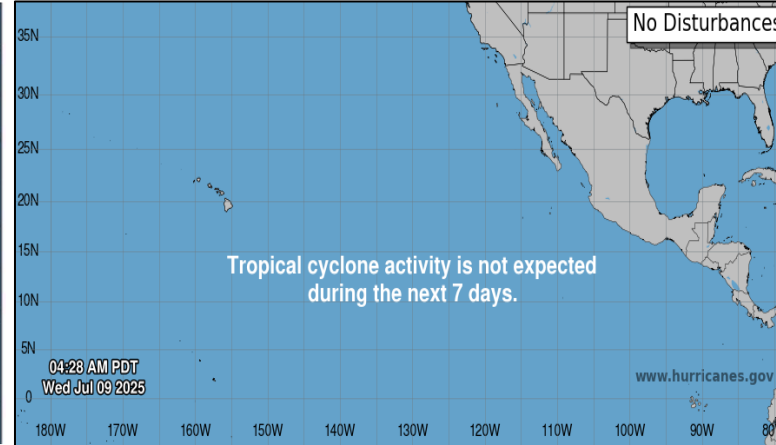 No Disturbances
35N
30N
25N
20N
15N
Tropical cyclone activity is not expected
during the next 7 days.
10N
5N
04:28 AM PDT
Wed Jul 09 2025
www.hurricanes.gov
0
180W 170W 160W 150W 140W 130W 120W 110W 100W 90W 80